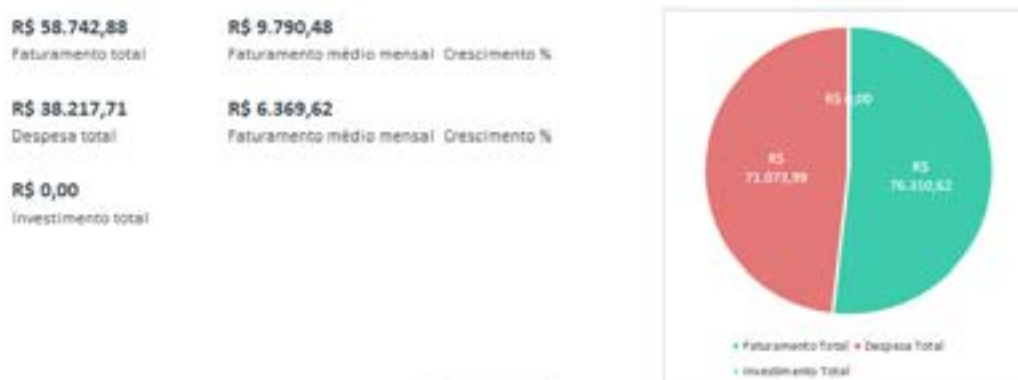 R$ 58.742,88
Faturamento total
R$ 9.790,48
Faturamento médio mensal Crescimento %
R$ 38.217,71
Despesa total
R$ 6.369,62
Faturamento médio mensal Crescimento %
R$ 0,00
Investimento total
R$ 0,00
R$
71.073,99
R$
76.310,62
Faturamento Total Despesa Total
Investimento Total